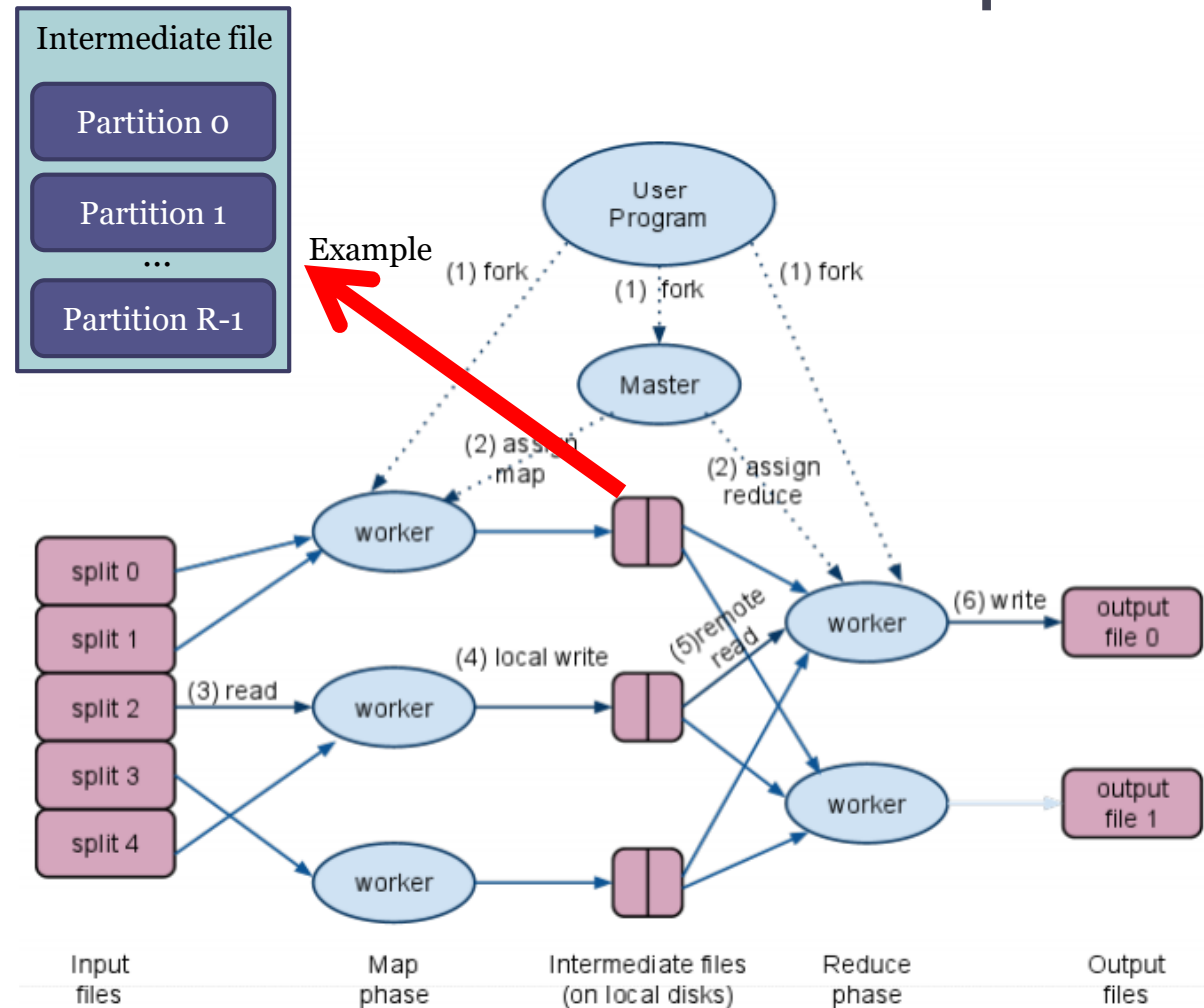 Intermediate file
Partition 0
Partition 1
...
Partition R-1
Example
User
Program
(1) fork
(1) fork
(1) fork
Master
(2) assign
map
(2) assign
reduce
worker
split 0
split 1
split 2
split 3
split 4
(3) read
worker
(4) local write
worker
(5)remote
read
worker
(6) write
output
file 0
worker
output
file 1
Input
files
Map
phase
Intermediate files
(on local disks)
Reduce
phase
Output
files